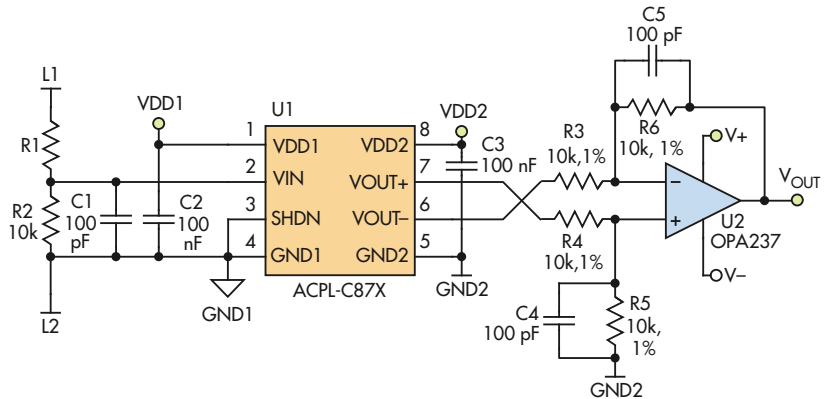 C5
100 pF
L1
VDD1
U1
VDD2
R1
1
VDD1
VDD2
8
C3
100 nF
R3
10k,1%
R6
10k, 1%
V+
2
VIN
VOUT+
7
VOUT
R2
10k
C1
100
pF
C2
100
nF
3
SHDN
VOUT–
6
–
+
U2
OPA237
4
GND1
GND2
5
R4
10k,1%
V–
L2
GND1
ACPL-C87X
GND2
C4
100 pF
R5
10k,
1%
GND2